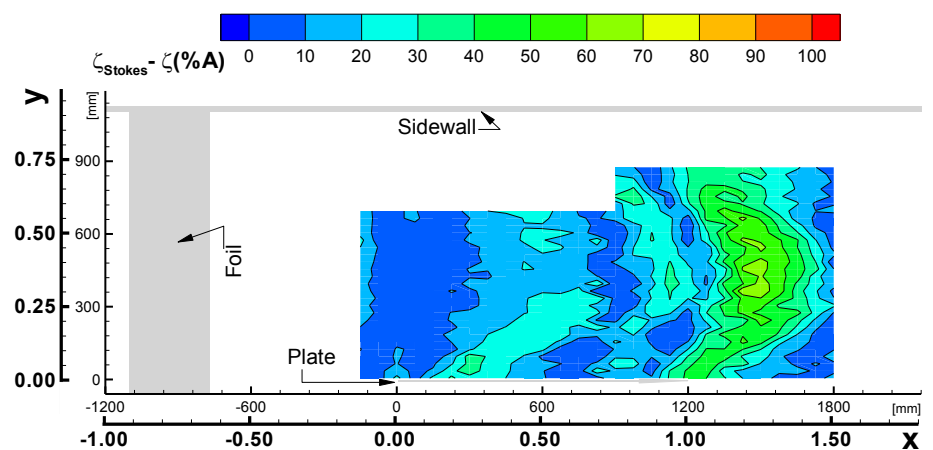 0 10 20 30 40 50 60 70 80 90 100
ζStokes- ζ(%A)
y
[mm]
Sidewall
0.75
900
0.50
600
Foil
0.25
300
Plate
0.00
0
-1200 -600 0 600 1200 1800 [mm]
-1.00 -0.50 0.00 0.50 1.00 1.50
x